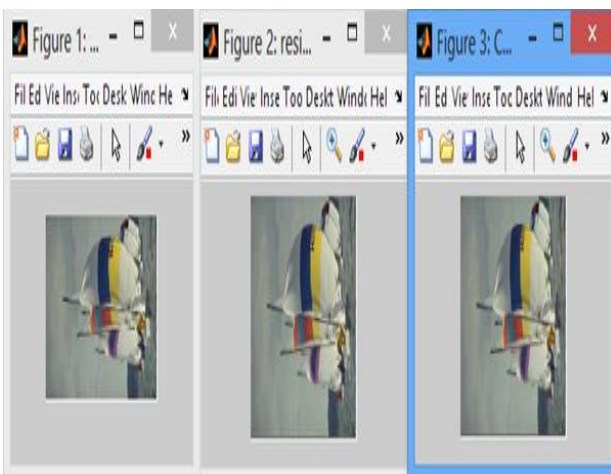 Figure 1: ...
Fil Ed Vie Ins Toc Desk Winc He
Figure 2: resi...
Fil Edi Vie Inse Too Deskt Windc Hel
Figure 3: C...
Fil Ed Vie Inse Toc Deskt Wind Hel